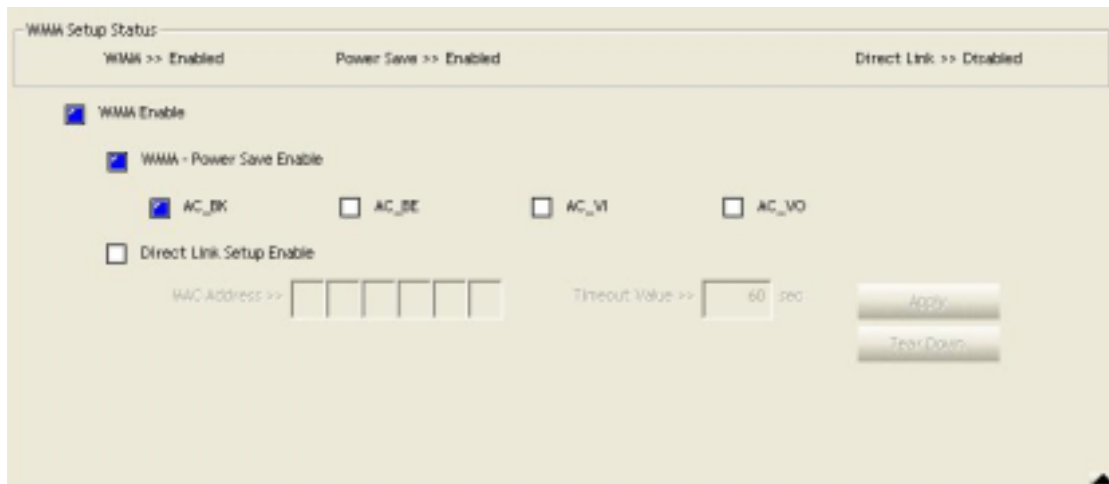 WMM Setup Status
WMM >> Enabled Power Save >> Enabled Direct Link >> Disabled
WMM Enable
WMM - Power Save Enable
AC_BK AC_BE AC_VI AC_VO
Direct Link Setup Enable
MAC Address >> Timeout Value >> 60 sec Apply
Tear Down